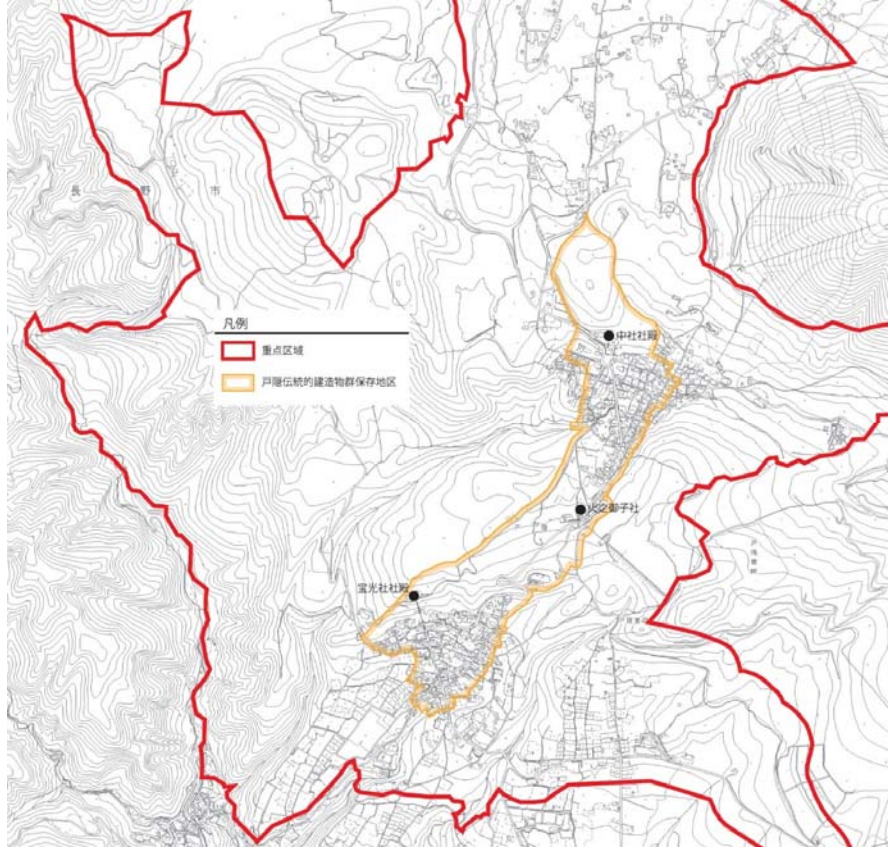 長野市
凡例
重点区域
戸隠伝統的建造物群保存地区
中社社殿
火之御子社
宝光社社殿